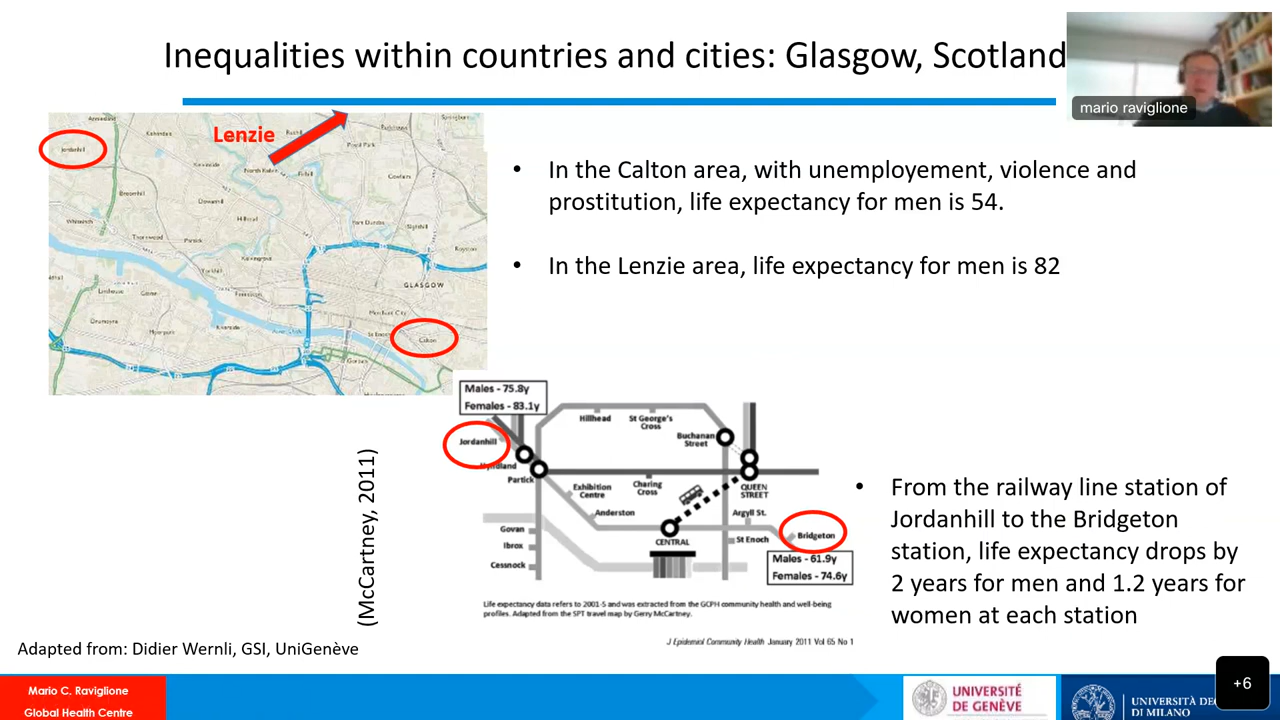 Inequalities within countries and cities: Glasgow, Scotland
mario raviglione
Lenzie
Jordanhill
GLASGOW
Calton
• In the Calton area, with unemployement, violence and
prostitution, life expectancy for men is 54.
• In the Lenzie area, life expectancy for men is 82
(McCartney, 2011)
Males - 75.8y
Females - 83.1y
Jordanhill
Hyndland
Partick
Hillhead
St George's
Cross
Buchanan
Street
Exhibition
Centre
Charing
Cross
QUEEN
STREET
Anderston
Argyll St.
Govan
Ibrox
Cessnock
CENTRAL
St Enoch
Bridgeton
Males - 61.9y
Females - 74.6y
Life expectancy data refers to 2001-5 and was extracted from the GCPH community health and well-being
profiles. Adapted from the SPT travel map by Gerry McCartney.
J Epidemiol Community Health January 2011 Vol 65 No 1
• From the railway line station of
Jordanhill to the Bridgeton
station, life expectancy drops by
2 years for men and 1.2 years for
women at each station
Adapted from: Didier Wernli, GSI, UniGenève
Mario C. Raviglione
Global Health Centre
UNIVERSITÉ
DE GENÈVE
UNIVERSITÀ DE
DI MILANO
+6